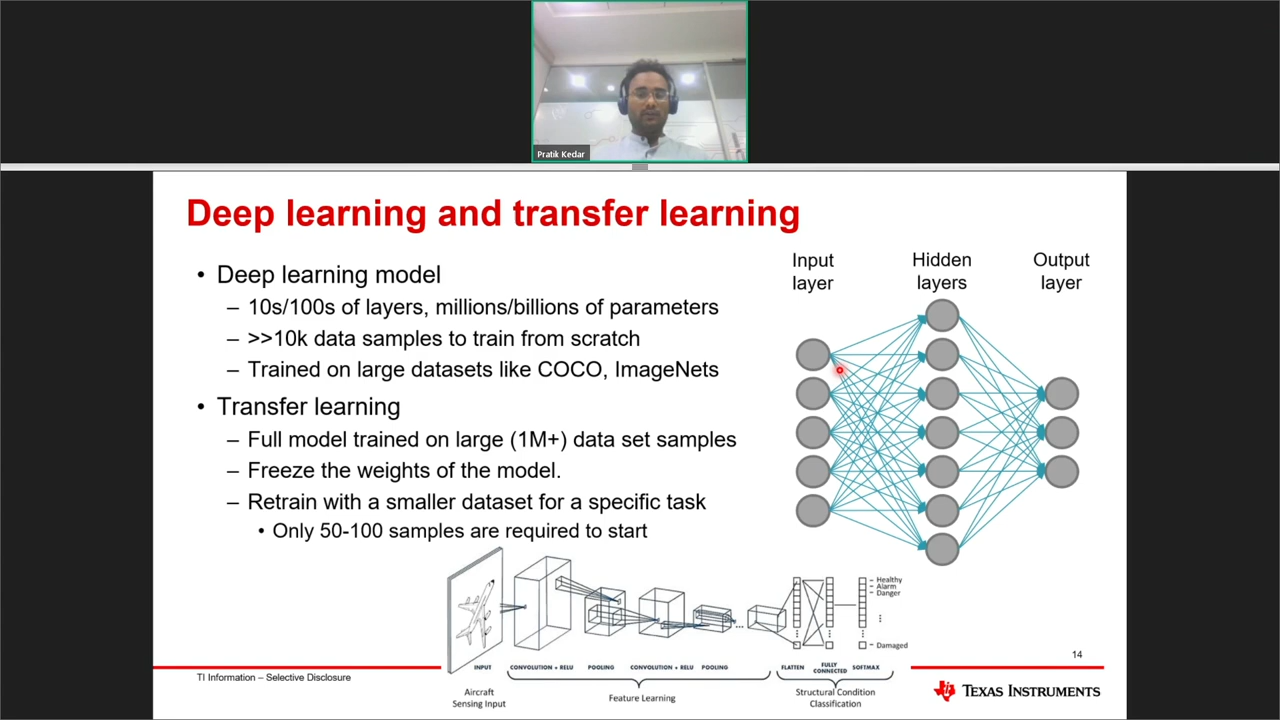 Pratik Kedar
Deep learning and transfer learning
• Deep learning model
– 10s/100s of layers, millions/billions of parameters
– >>10k data samples to train from scratch
– Trained on large datasets like COCO, ImageNets
• Transfer learning
– Full model trained on large (1M+) data set samples
– Freeze the weights of the model.
– Retrain with a smaller dataset for a specific task
• Only 50-100 samples are required to start
Input
layer
Hidden
layers
Output
layer
Healthy
Alarm
Danger
Damaged
INPUT
CONVOLUTION + RELU
POOLING
CONVOLUTION + RELU
POOLING
FLATTEN
FULLY
CONNECTED
SOFTMAX
Aircraft
Sensing Input
Feature Learning
Structural Condition
Classification
14
TI Information – Selective Disclosure
TEXAS INSTRUMENTS